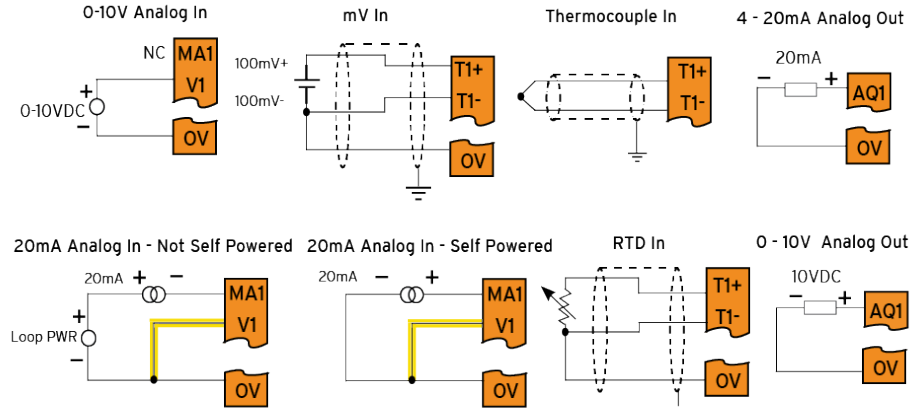 0-10V Analog In
NC
MA1
V1
+
0-10VDC
−
0V
mV In
100mV+
100mV-
T1+
T1-
0V
Thermocouple In
T1+
T1-
4 - 20mA Analog Out
20mA
− +
AQ1
0V
20mA Analog In - Not Self Powered
20mA + −
MA1
V1
+
Loop PWR
−
0V
20mA Analog In - Self Powered
20mA − +
MA1
V1
0V
RTD In
T1+
T1-
0V
0 - 10V Analog Out
10VDC
− +
AQ1
0V